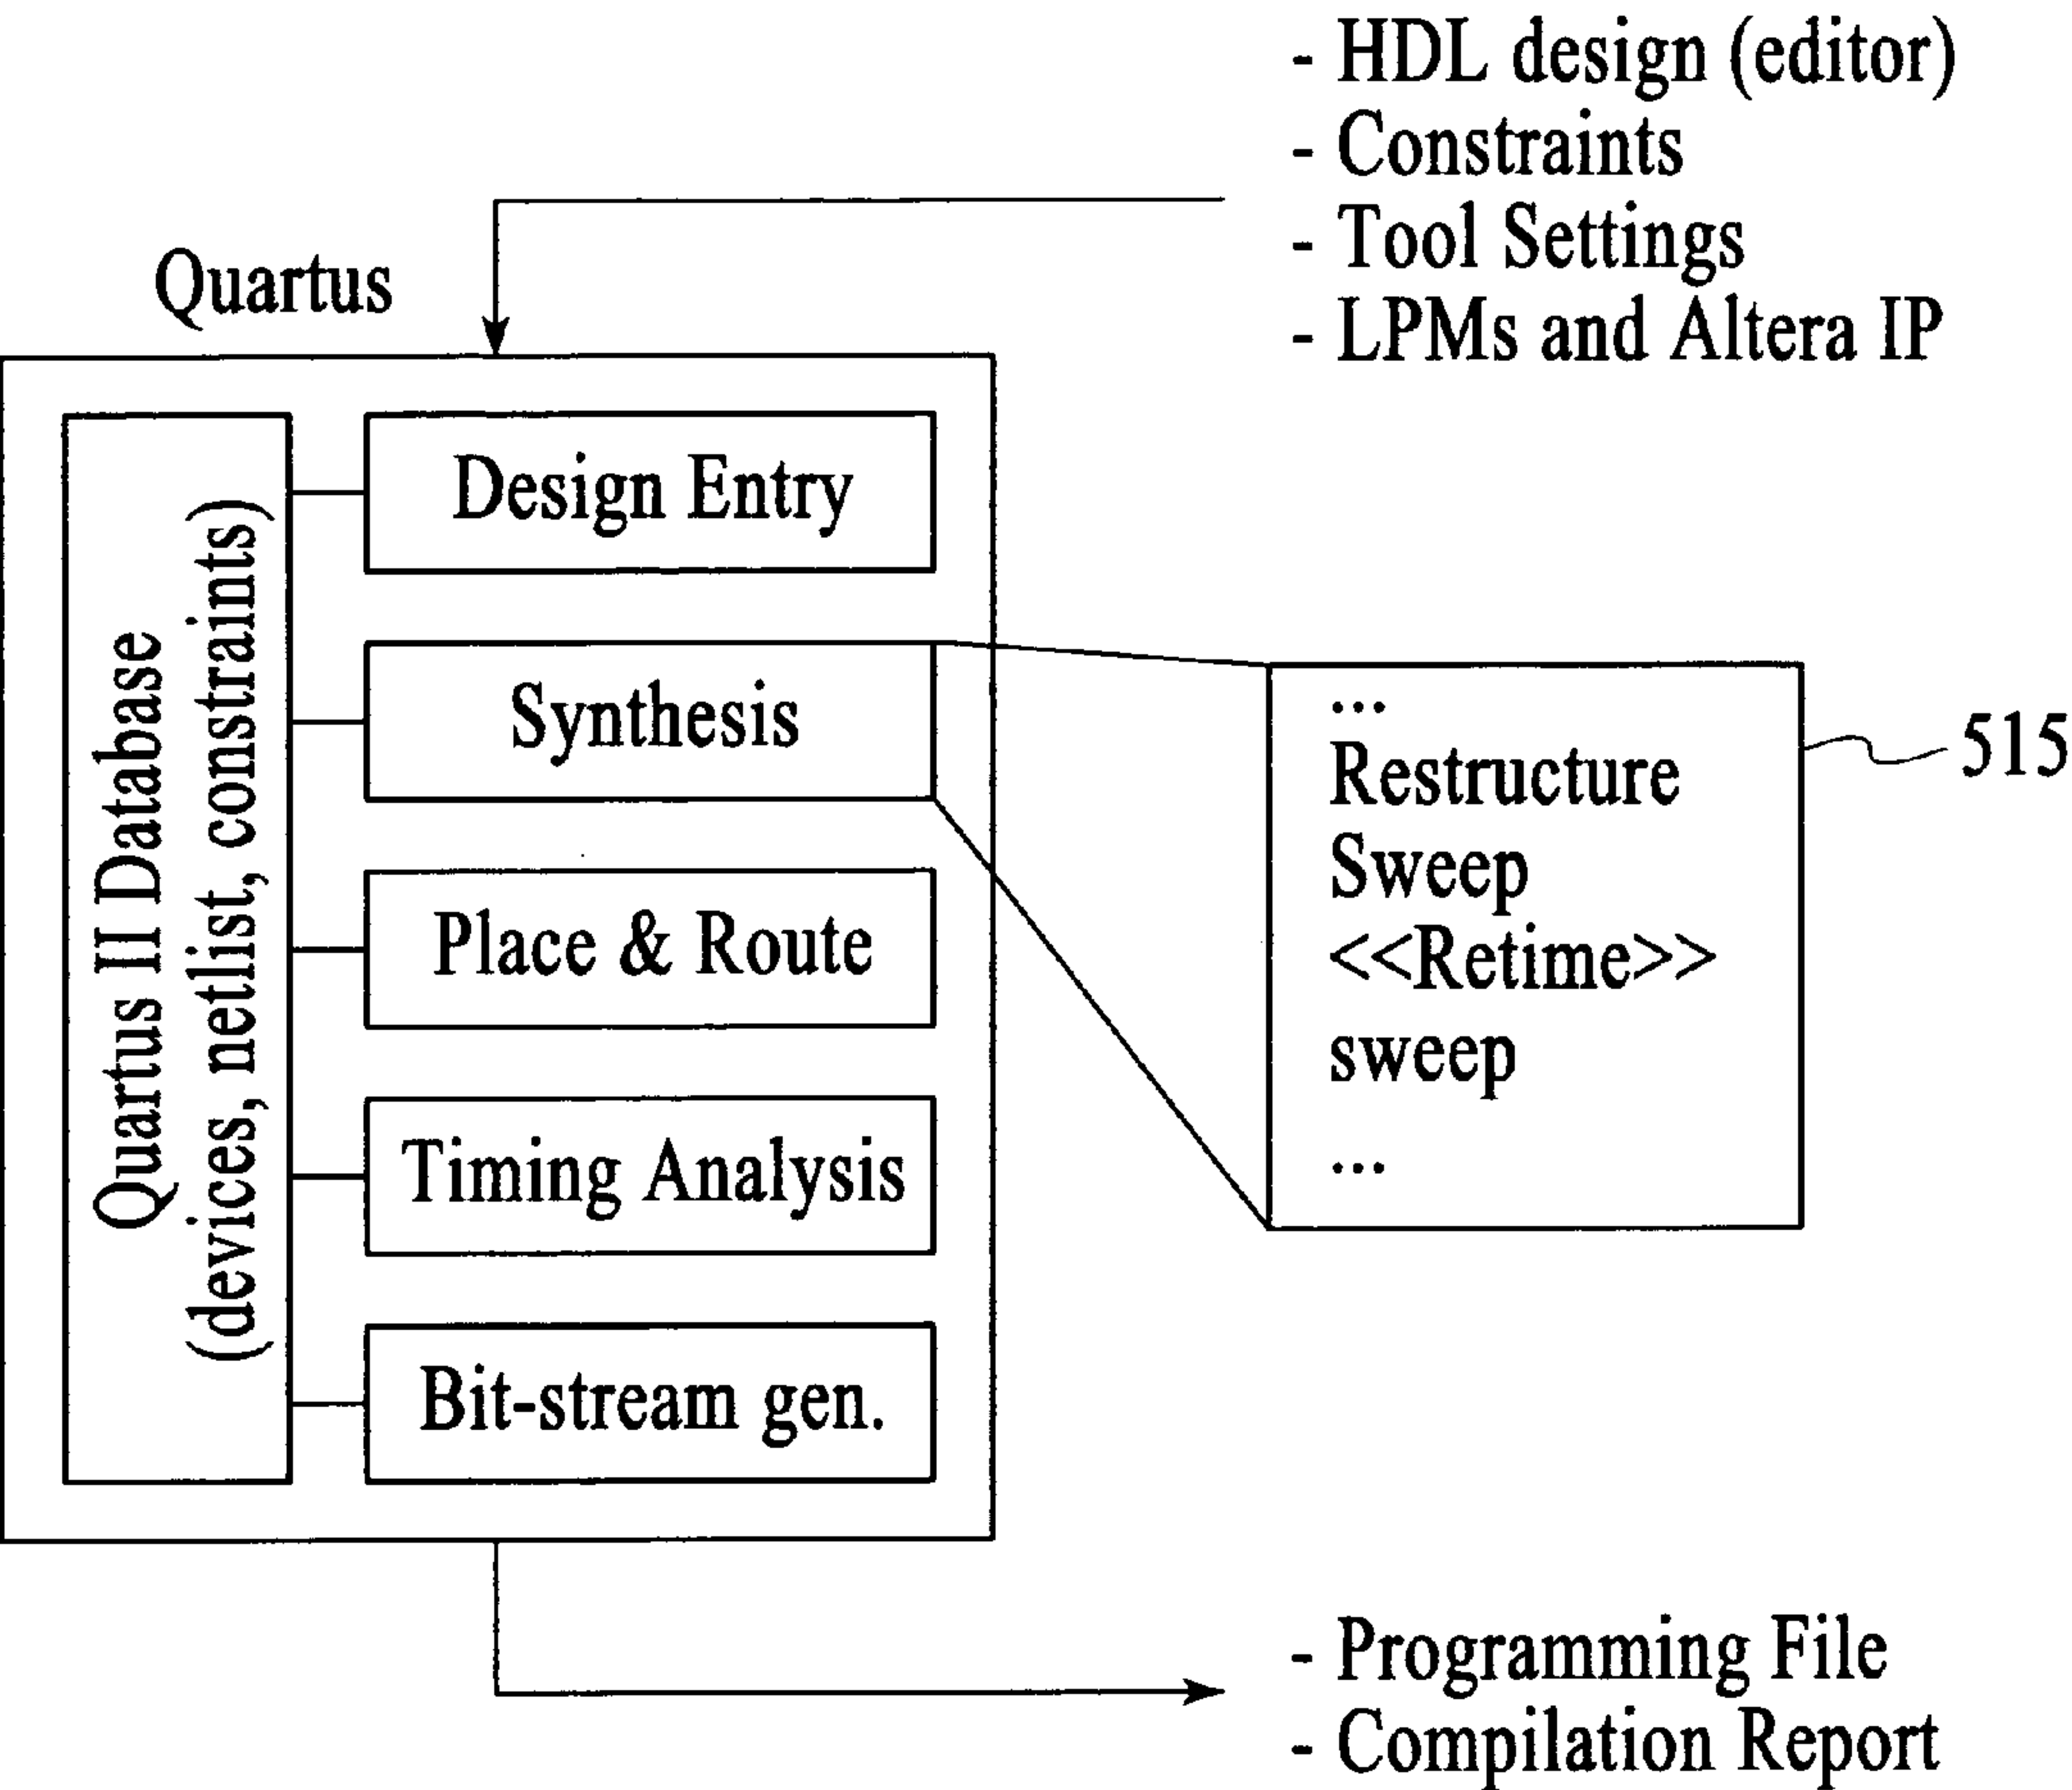 - HDL design (editor)
- Constraints
- Tool Settings
- LPMs and Altera IP
Quartus
Quartus II Database
(devices, netlist, constraints)
Design Entry
Synthesis
Place & Route
Timing Analysis
Bit-stream gen.
...
Restructure
Sweep
<<Retime>>
sweep
...
515
- Programming File
- Compilation Report